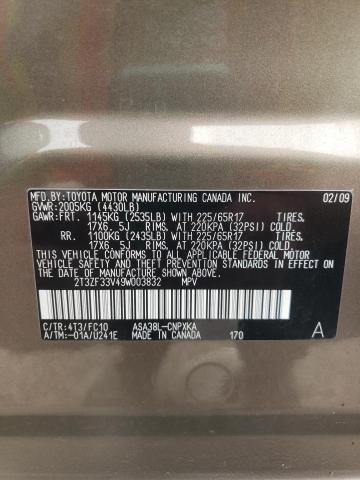 MFD.BY:TOYOTA MOTOR MANUFACTURING CANADA INC. 02/09
GVWR:2005KG (4430LB)
GAWR:FRT. 1145KG (2535LB) WITH 225/65R17 TIRES,
17X6. 5J RIMS, AT 220KPA (32PSI) COLD.
RR. 1100KG (2435LB) WITH 225/65R17 TIRES,
17X6. 5J RIMS, AT 220KPA (32PSI) COLD.
THIS VEHICLE CONFORMS TO ALL APPLICABLE FEDERAL MOTOR
VEHICLE SAFETY, BUMPER, AND THEFT PREVENTION STANDARDS
IN EFFECT ON THE DATE OF MANUFACTURE SHOWN ABOVE.
2T3ZF33V49W003832 MPV
C/TR:4T3/FC10 ASA38L-CNPXKA
A/TM:-01A/U241E MADE IN CANADA 170 A